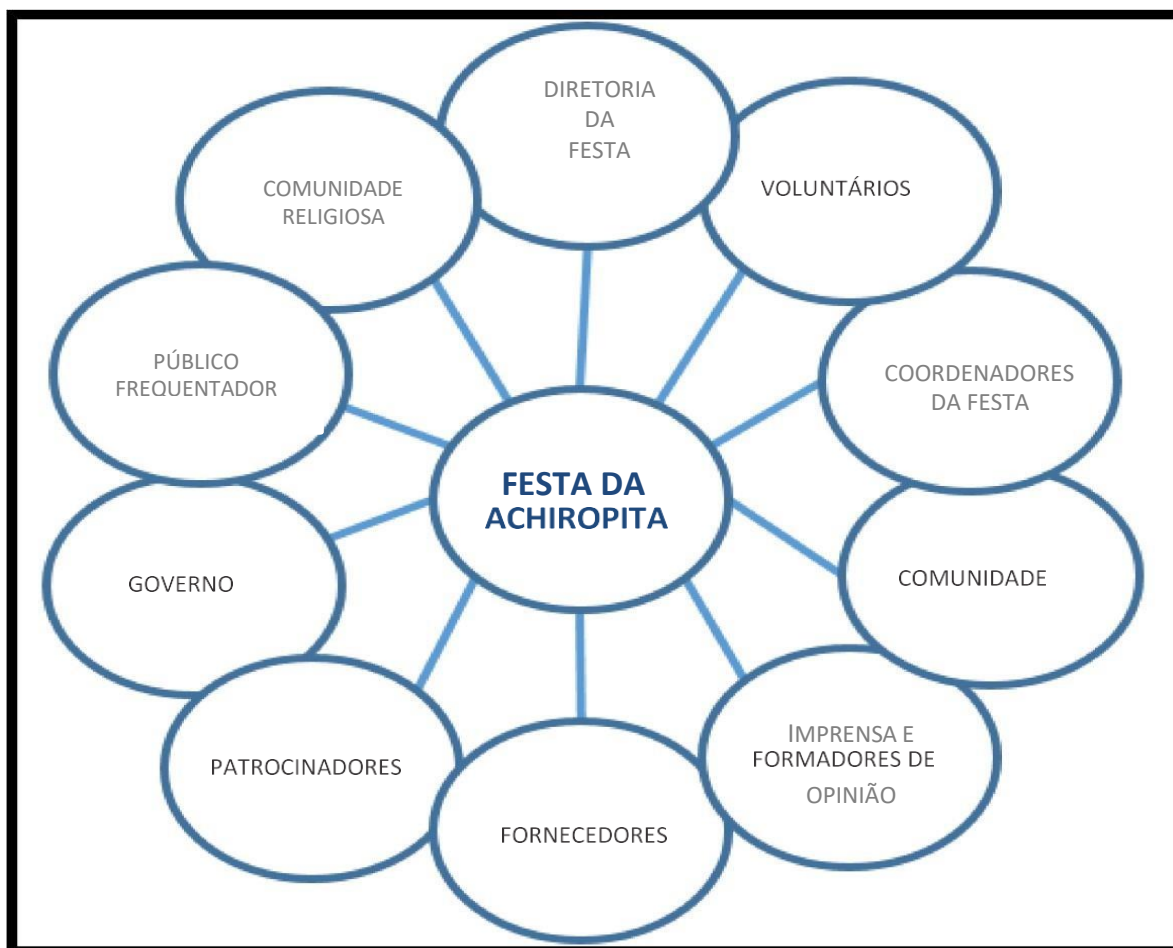 DIRETORIA
DA
FESTA
VOLUNTÁRIOS
COMUNIDADE
RELIGIOSA
PÚBLICO
FREQUENTADOR
COORDENADORES
DA FESTA
FESTA DA
ACHIROPITA
GOVERNO
COMUNIDADE
PATROCINADORES
IMPRENSA E
FORMADORES DE
OPINIÃO
FORNECEDORES